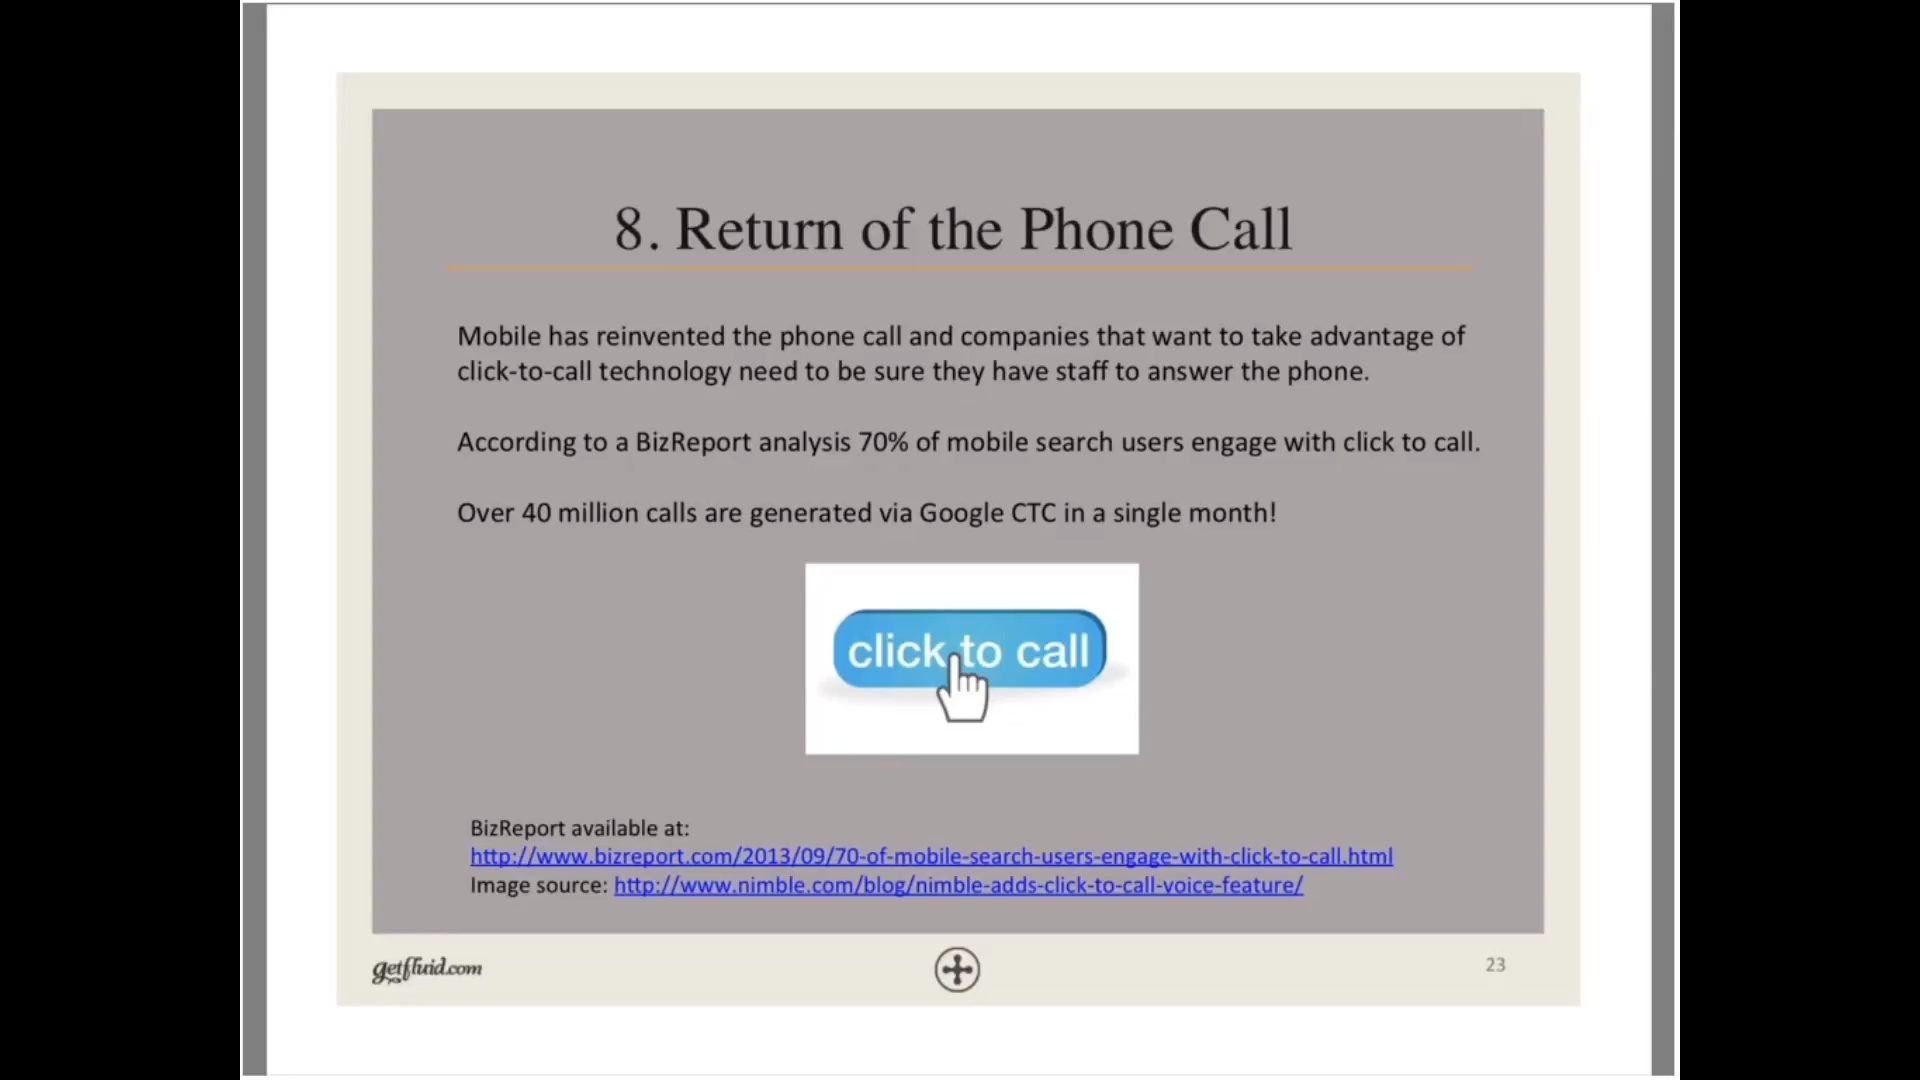 8. Return of the Phone Call
Mobile has reinvented the phone call and companies that want to take advantage of
click-to-call technology need to be sure they have staff to answer the phone.
According to a BizReport analysis 70% of mobile search users engage with click to call.
Over 40 million calls are generated via Google CTC in a single month!
click to call
BizReport available at:
http://www.bizreport.com/2013/09/70-of-mobile-search-users-engage-with-click-to-call.html
Image source: http://www.nimble.com/blog/nimble-adds-click-to-call-voice-feature/
getfluid.com
23